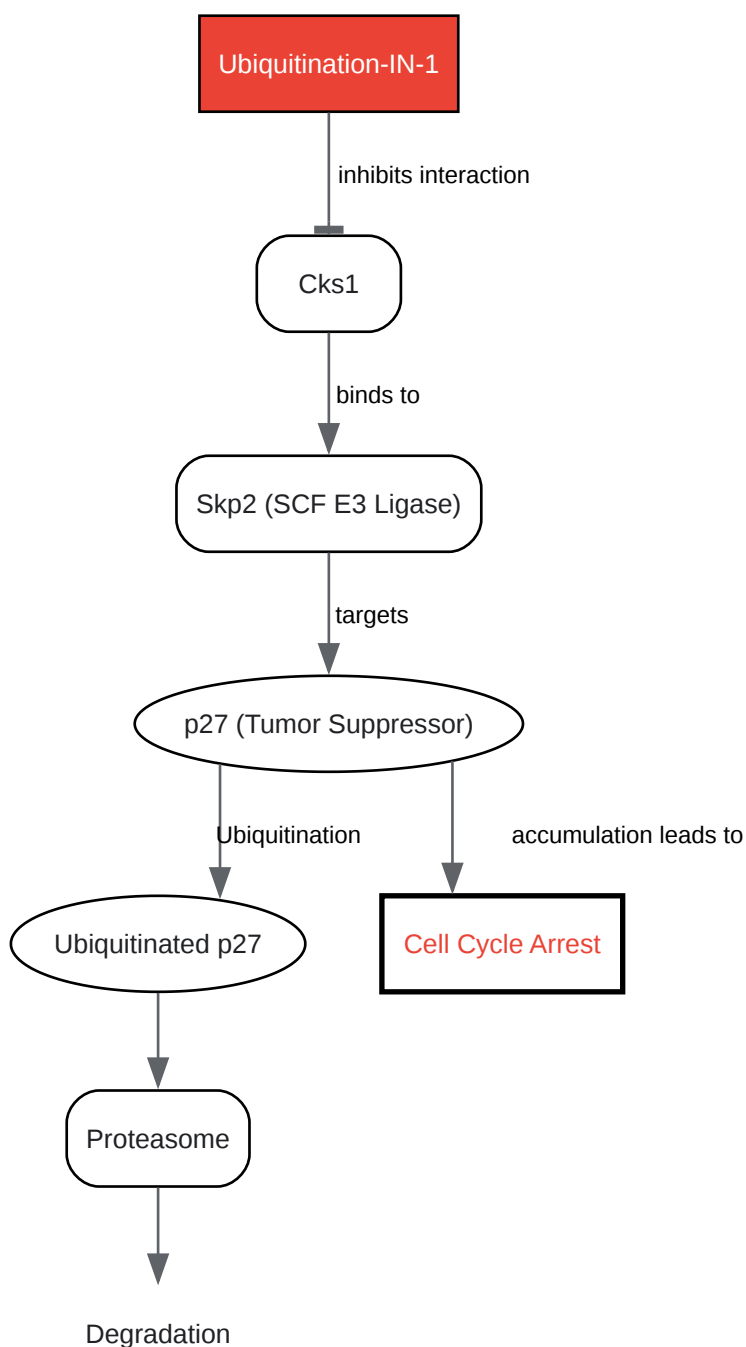 Ubiquitination-IN-1
inhibits interaction
Cks1
binds to
Skp2 (SCF E3 Ligase)
targets
p27 (Tumor Suppressor)
Ubiquitination
accumulation leads to
Ubiquitinated p27
Cell Cycle Arrest
Proteasome
Degradation